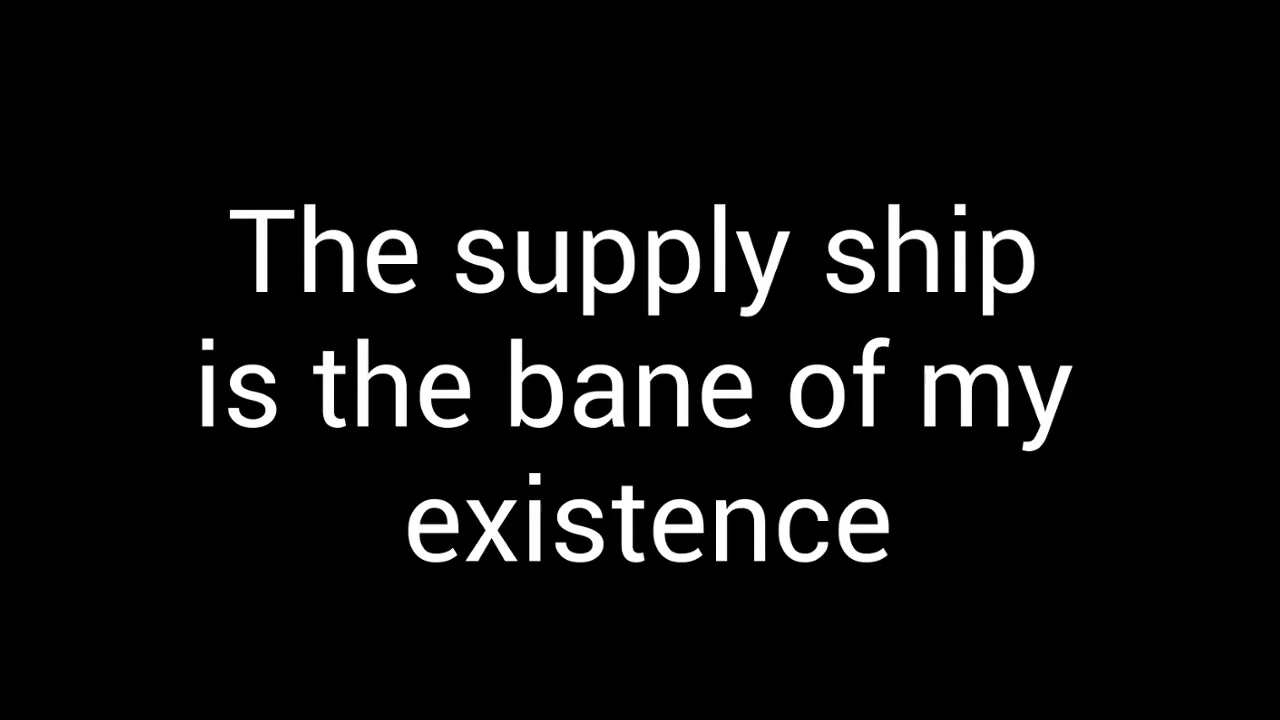 The supply ship
is the bane of my
existence